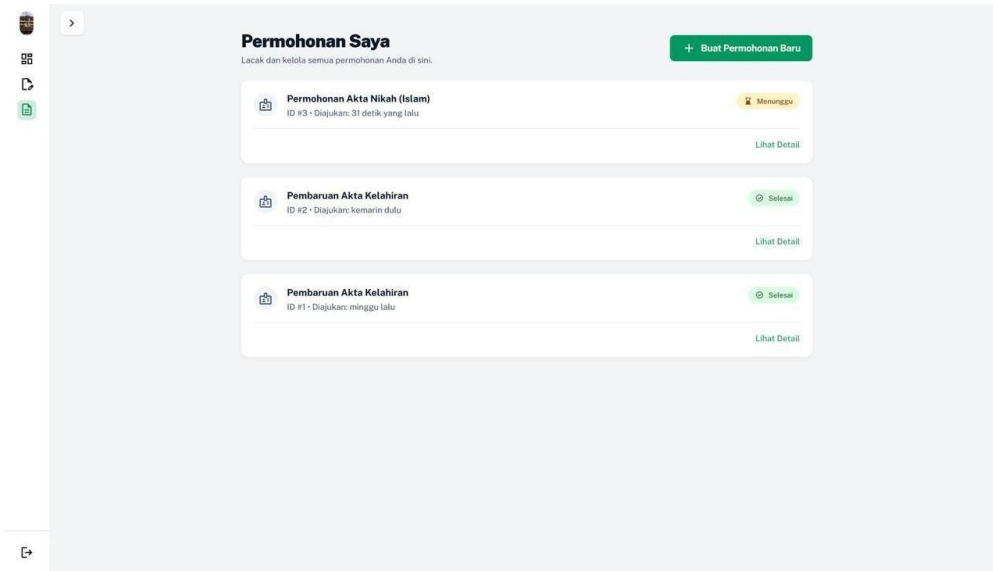 Permohonan Saya
Lacak dan kelola semua permohonan Anda di sini.
+ Buat Permohonan Baru
Permohonan Akta Nikah (Islam)
ID #3 • Diajukan: 31 detik yang lalu
Menunggu
Lihat Detail
Pembaruan Akta Kelahiran
ID #2 • Diajukan: kemarin dulu
Selesai
Lihat Detail
Pembaruan Akta Kelahiran
ID #1 • Diajukan: minggu lalu
Selesai
Lihat Detail